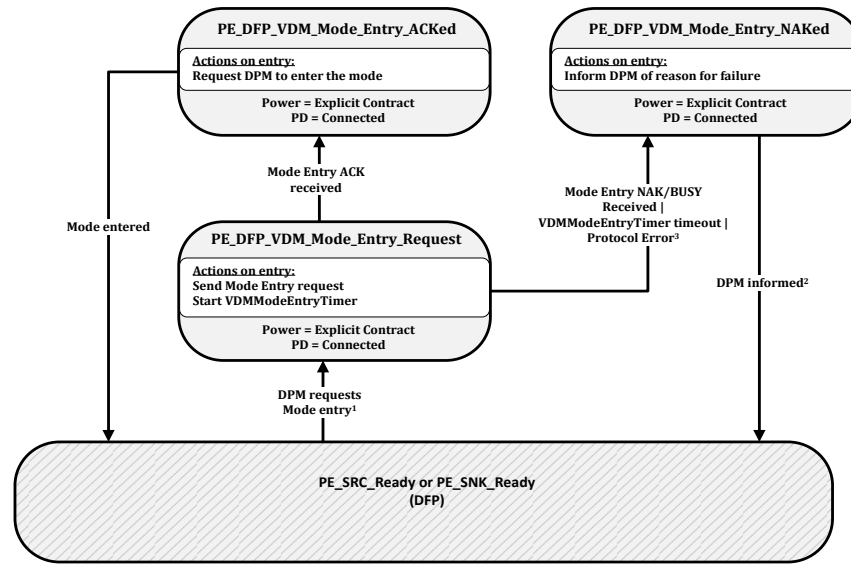 PE_DFP_VDM_Mode_Entry_ACKed
Actions on entry:
Request DPM to enter the mode
Power = Explicit Contract
PD = Connected
PE_DFP_VDM_Mode_Entry_NAKed
Actions on entry:
Inform DPM of reason for failure
Power = Explicit Contract
PD = Connected
Mode Entry ACK
received
Mode Entry NAK/BUSY
Received |
VDMModeEntryTimer timeout |
Protocol Error³
Mode entered
PE_DFP_VDM_Mode_Entry_Request
Actions on entry:
Send Mode Entry request
Start VDMModeEntryTimer
Power = Explicit Contract
PD = Connected
DPM informed²
DPM requests
Mode entry¹
PE_SRC_Ready or PE_SNK_Ready
(DFP)